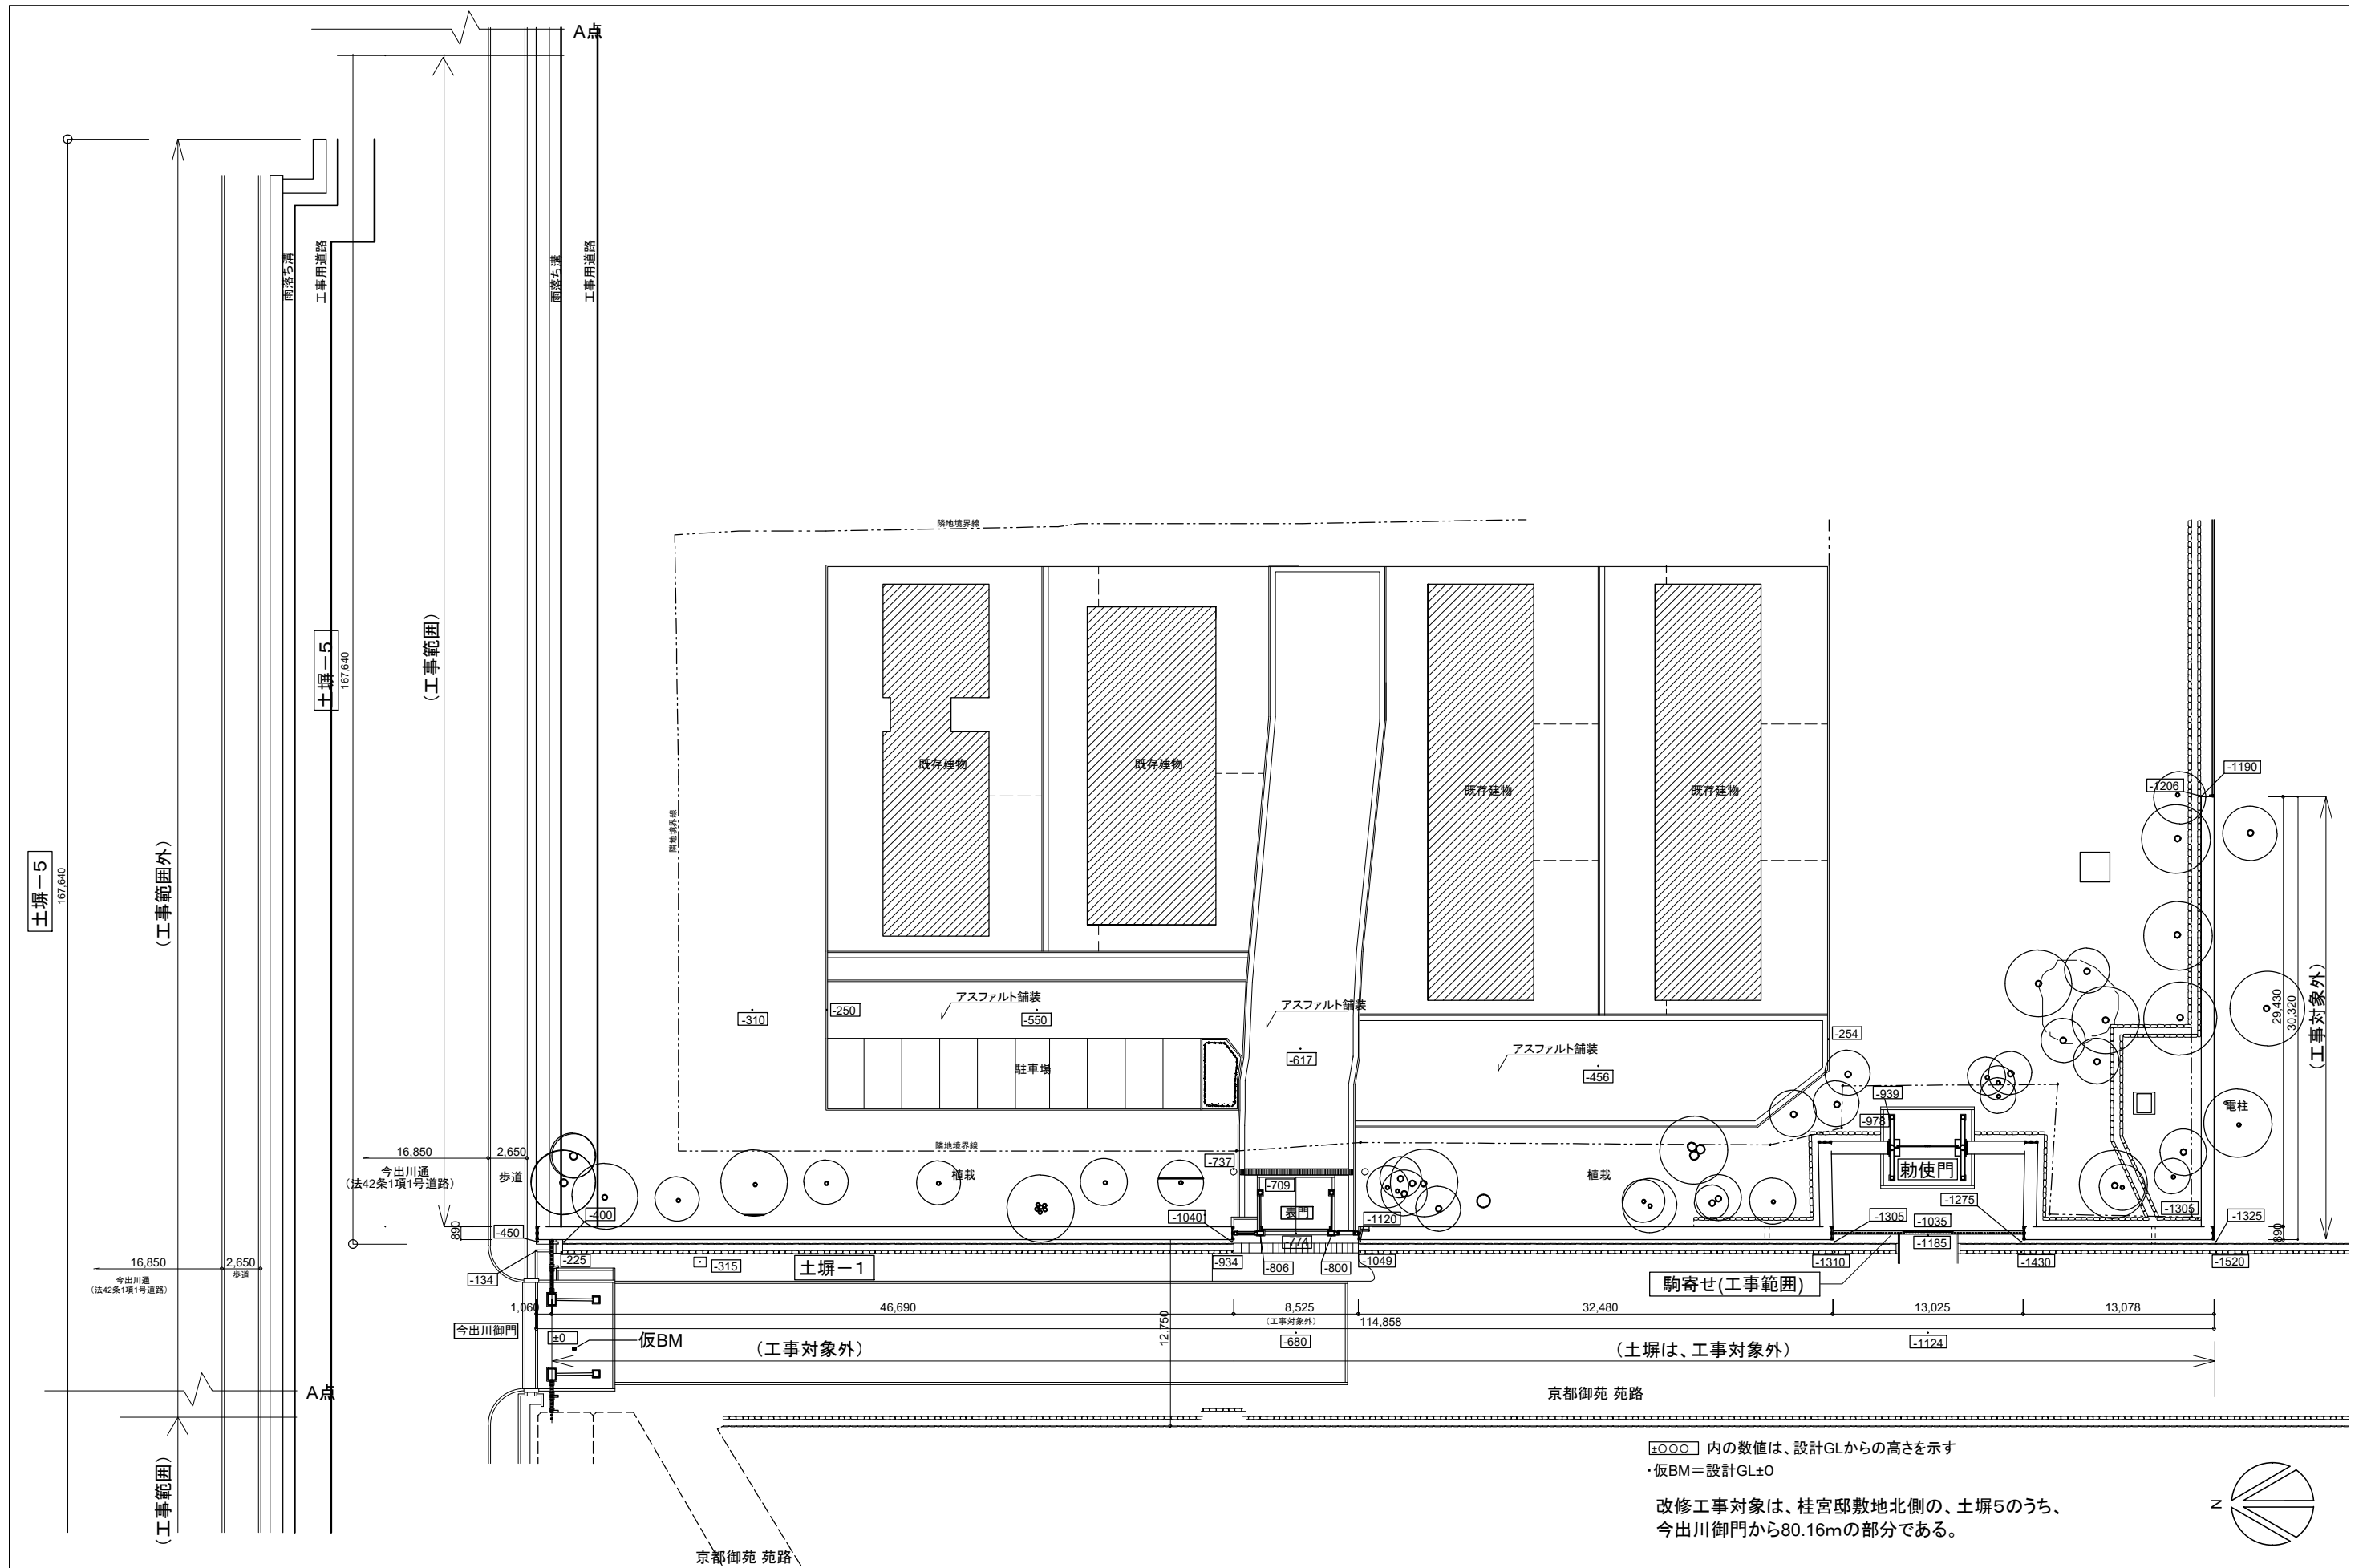 A点
雨落ち溝
工事用道路
雨落ち溝
工事用道路
土塀－5
167,640
(工事範囲外)
土塀－5
167,640
(工事範囲)
A点
(工事範囲)
16,850
2,650
今出川通
(法42条1項1号道路)
歩道
890
16,850
2,650
今出川通
(法42条1項1号道路)
歩道
隣地境界線
隣地境界線
隣地境界線
既存建物
既存建物
既存建物
既存建物
アスファルト舗装
アスファルト舗装
アスファルト舗装
駐車場
-310
-250
-550
-617
-456
-254
-1206
-1190
29,430
30,320
(工事対象外)
電柱
-939
-978
勅使門
-737
植栽
-709
表門
植栽
-400
-450
-1040
-774
-1120
-1305
-1035
-1275
-1305
-1325
890
-225
-134
-315
土塀－1
-934
-806
-800
-1049
-1310
-1185
-1430
-1520
駒寄せ(工事範囲)
1,060
46,690
8,525
32,480
13,025
13,078
(工事対象外)
114,858
12,750
今出川御門
±0
仮BM
-680
-1124
(工事対象外)
(土塀は、工事対象外)
京都御苑 苑路
京都御苑 苑路
±○○○ 内の数値は、設計GLからの高さを示す
・仮BM＝設計GL±0
改修工事対象は、桂宮邸敷地北側の、土塀5のうち、
今出川御門から80.16mの部分である。
N